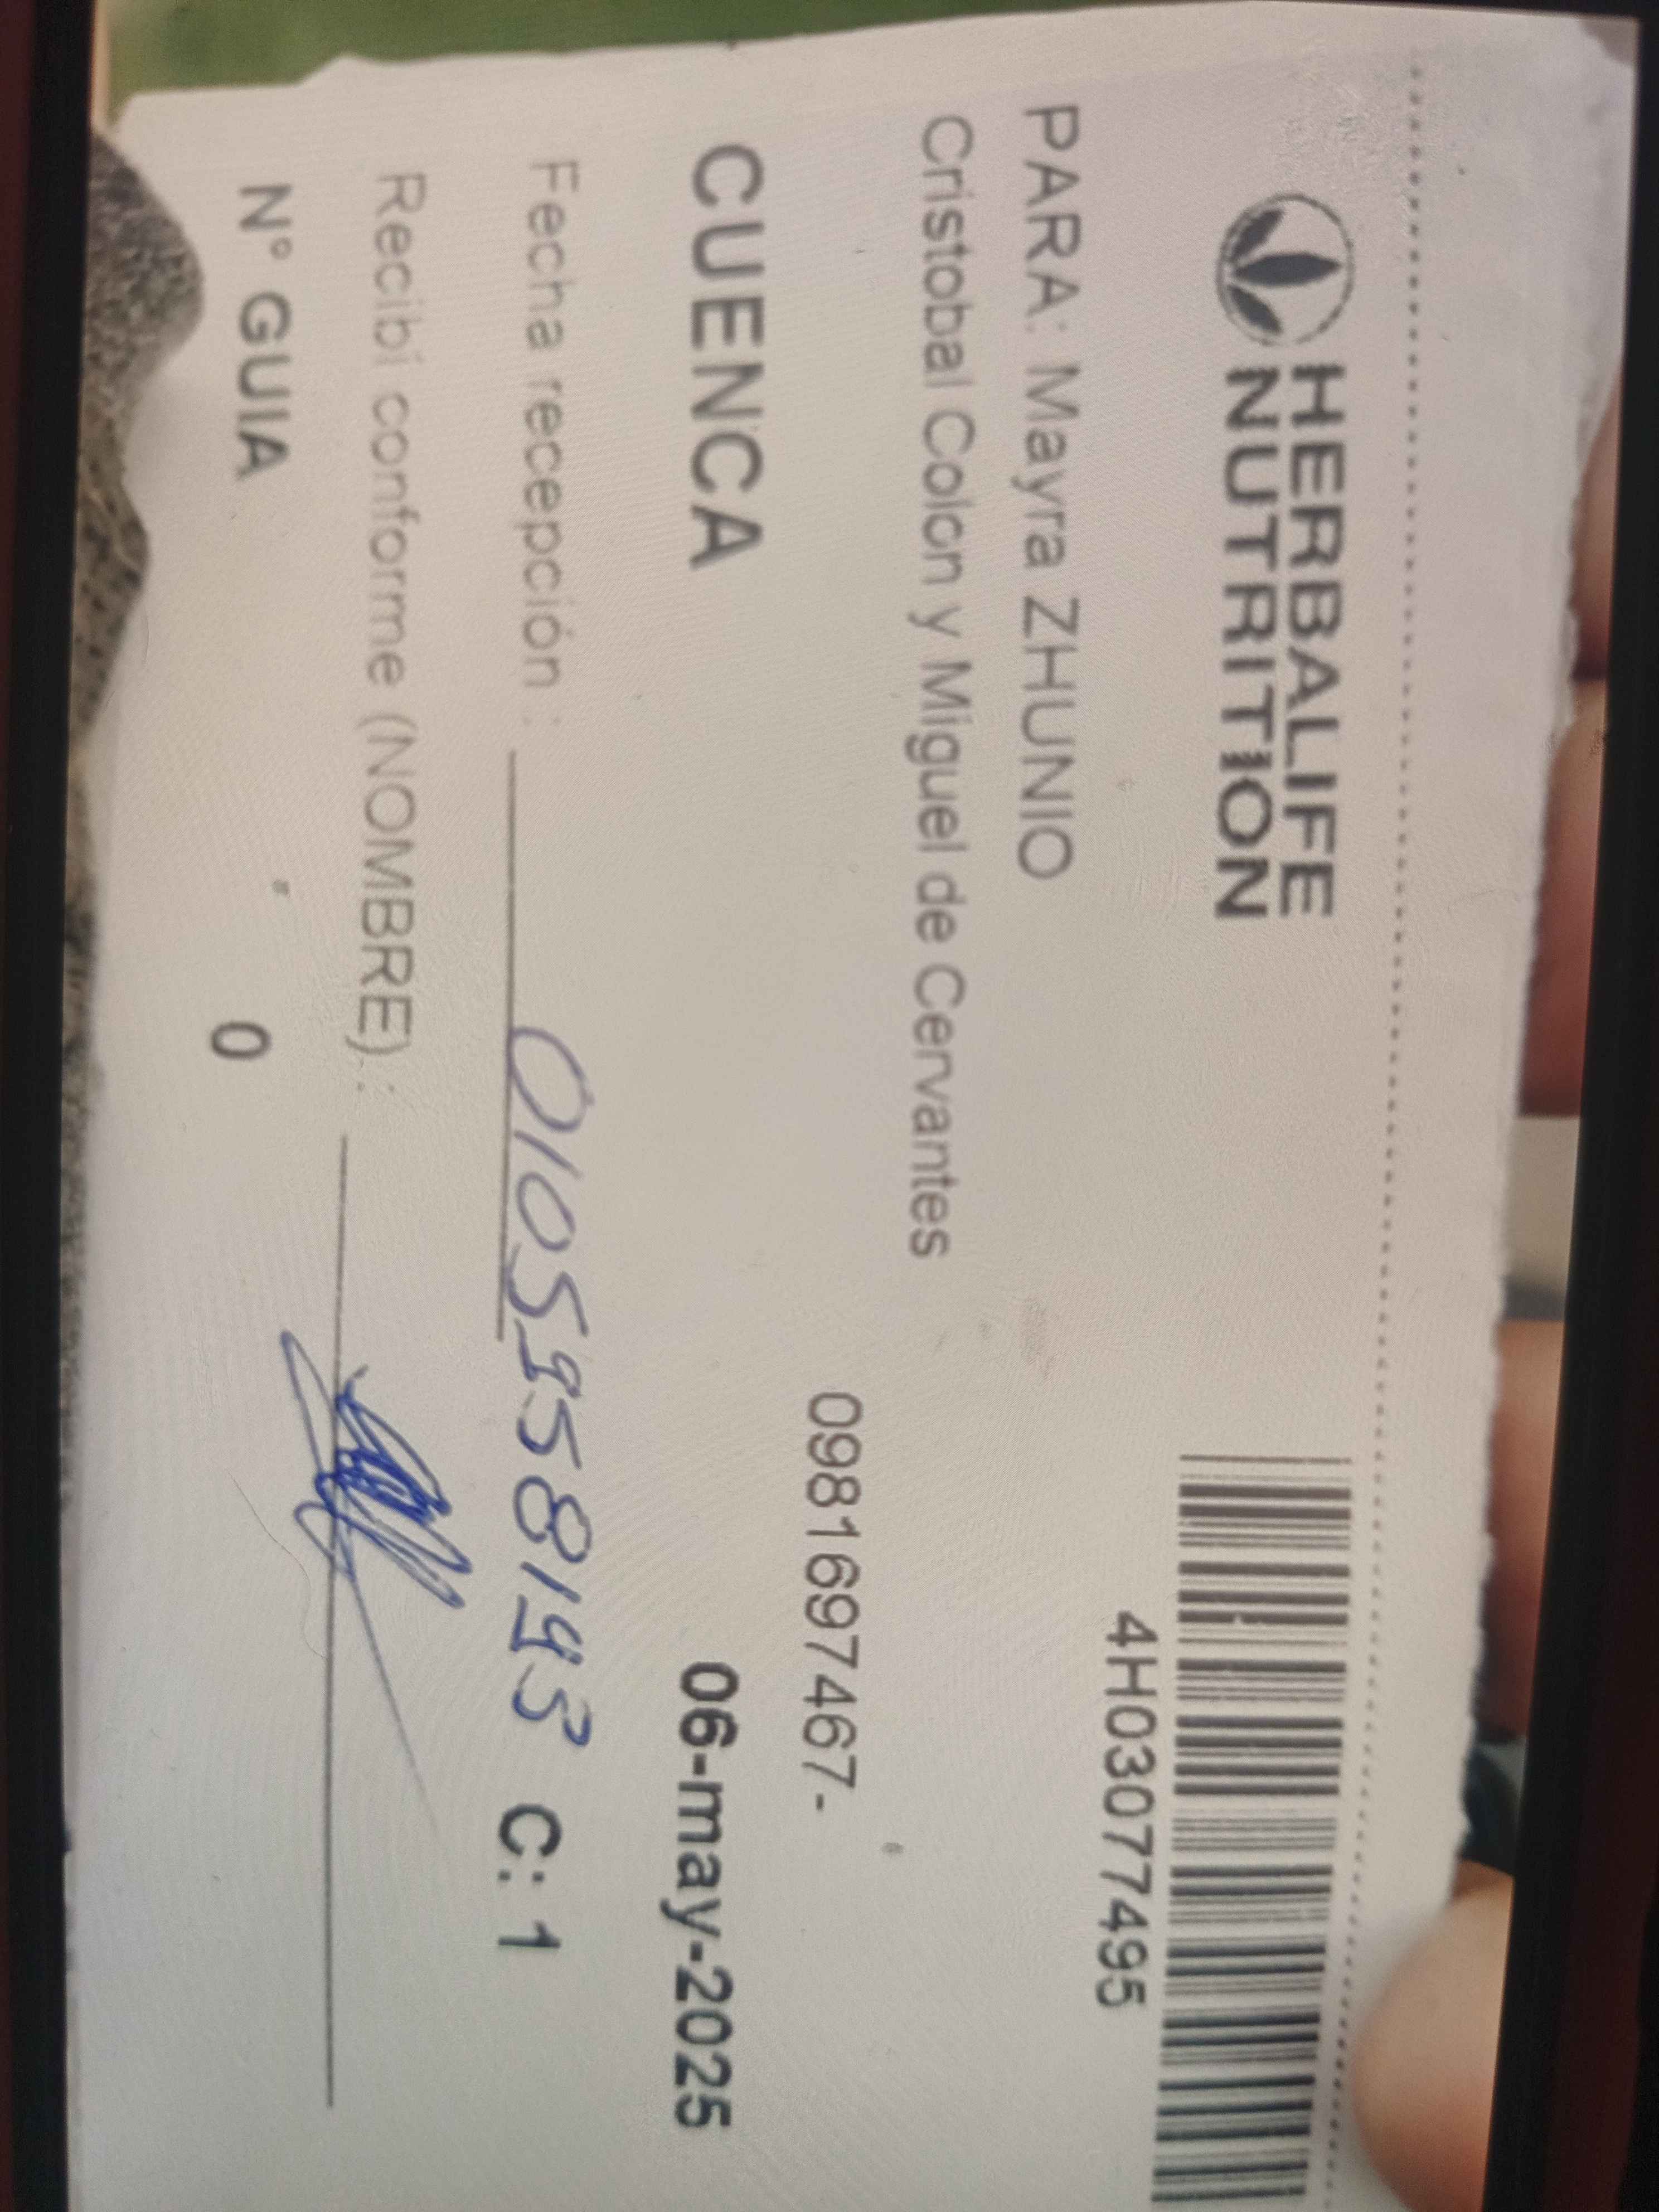 HERBALIFE
NUTRITION
4H03077495
PARA: Mayra ZHUNIO
Cristobal Colon y Miguel de Cervantes
0981697467-
CUENCA 06-may-2025
Fecha recepción : 0105958143 C: 1
Recibí conforme (NOMBRE) :
N° GUIA 0